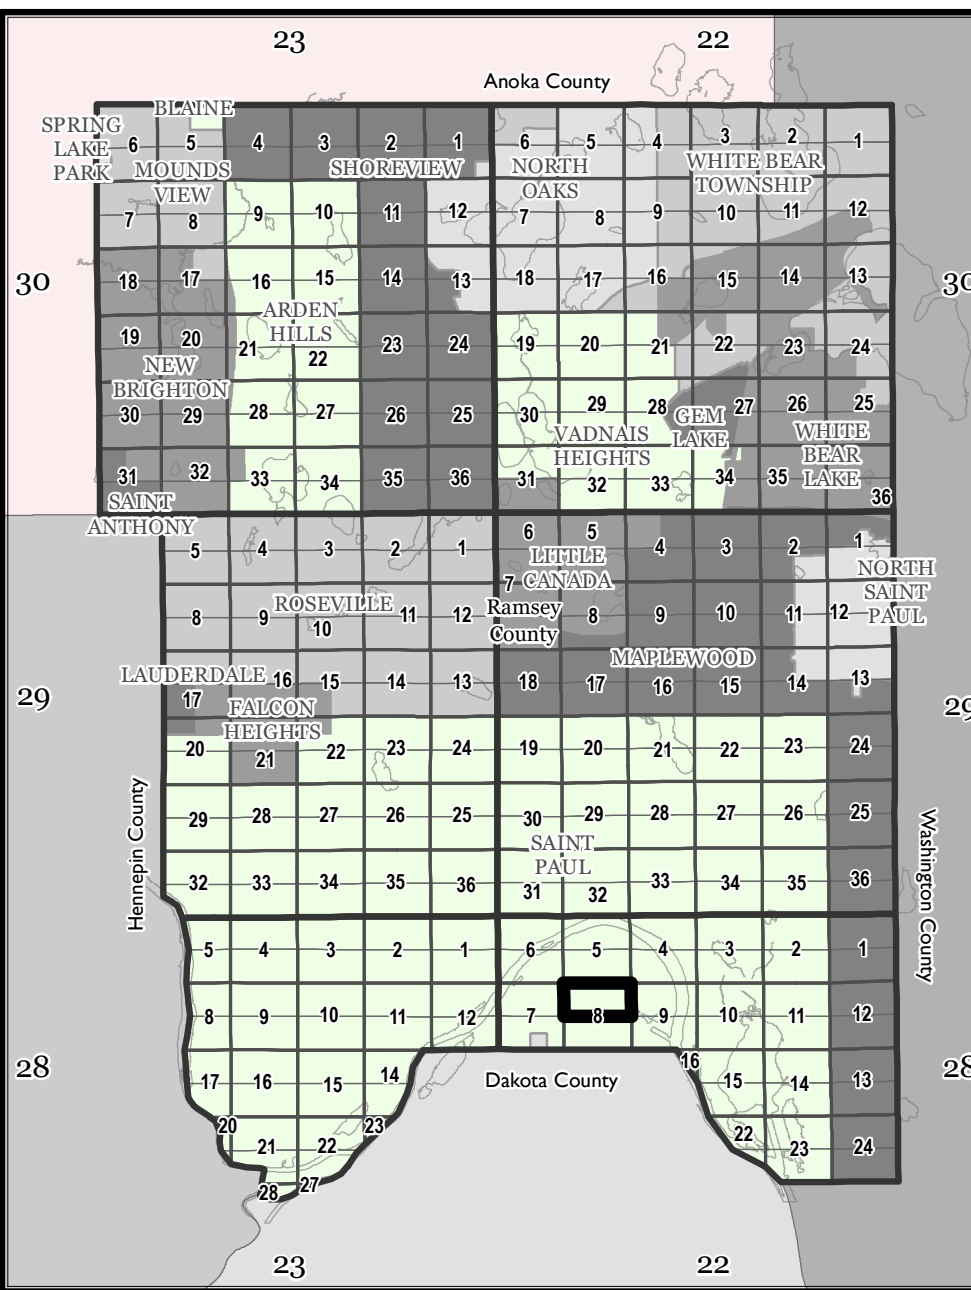 23 22
Anoka County
BLAINE
SPRING
LAKE
PARK
6 5 4 3 2 1 6 5 4 3 2 1
MOUNDS
VIEW
SHOREVIEW
NORTH
OAKS
WHITE BEAR
TOWNSHIP
7 8 9 10 11 12 7 8 9 10 11 12
30 18 17 16 15 14 13 18 17 16 15 14 13 30
ARDEN
HILLS
19 20 21 22 23 24 19 20 21 22 23 24
NEW
BRIGHTON
30 29 28 27 26 25 30 29 28 27 26 25
GEM
LAKE
VADNAIS
HEIGHTS
WHITE
BEAR
LAKE
31 32 33 34 35 36 31 32 33 34 35 36
SAINT
ANTHONY
5 4 3 2 1 6 5 4 3 2 1
LITTLE
CANADA
NORTH
SAINT
PAUL
ROSEVILLE
Ramsey
County
8 9 10 11 12 7 8 9 10 11 12
MAPLEWOOD
LAUDERDALE
29 17 16 15 14 13 18 17 16 15 14 13 29
FALCON
HEIGHTS
20 21 22 23 24 19 20 21 22 23 24
29 28 27 26 25 30 29 28 27 26 25
Hennepin County
Washington County
SAINT
PAUL
32 33 34 35 36 31 32 33 34 35 36
5 4 3 2 1 6 5 4 3 2 1
8 9 10 11 12 7 8 9 10 11 12
28 17 16 15 14 Dakota County 16 15 14 13 28
20 21 22 23 22 23 24
28 27
23 22